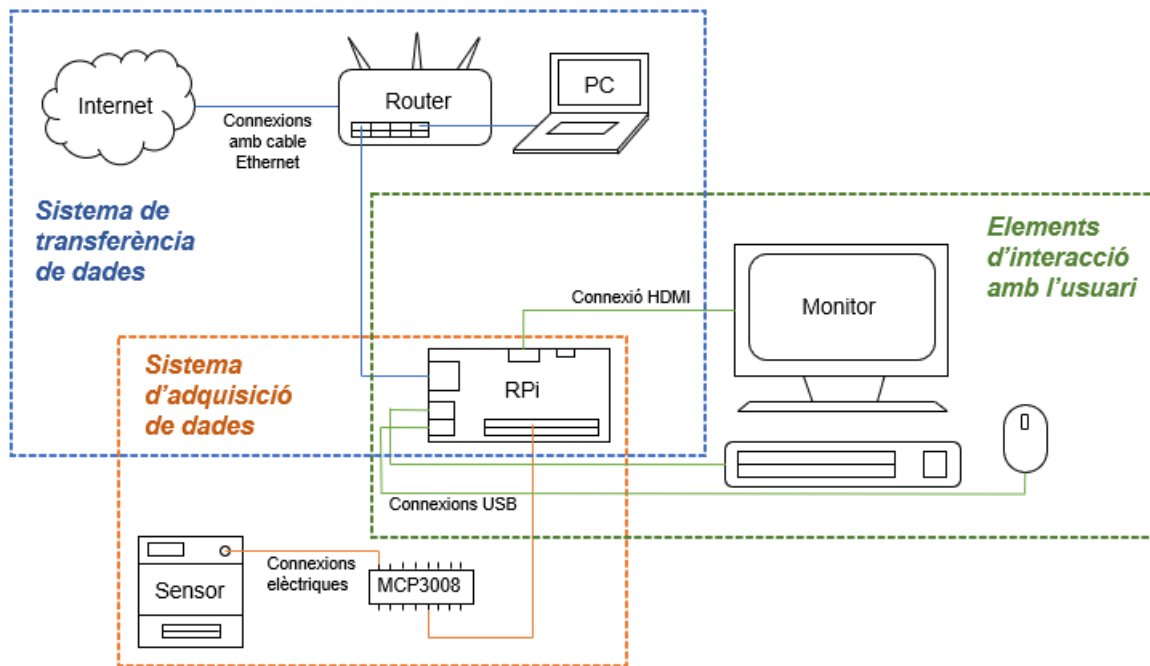 Internet
Router
PC
Connexions
amb cable
Ethernet
Sistema de
transferència
de dades
Elements
d'interacció
amb l'usuari
Connexió HDMI
Monitor
Sistema
d'adquisició
de dades
RPi
Connexions USB
Sensor
Connexions
elèctriques
MCP3008